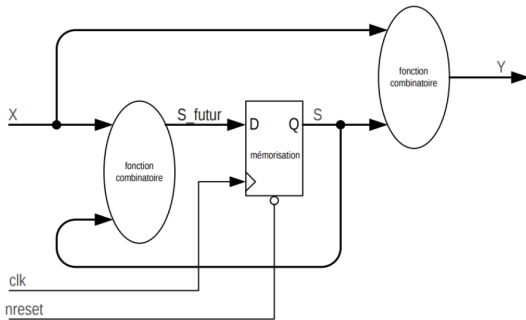 fonction
combinatoire
Y
X
S_futur
D
Q
S
mémorisation
fonction
combinatoire
clk
nreset